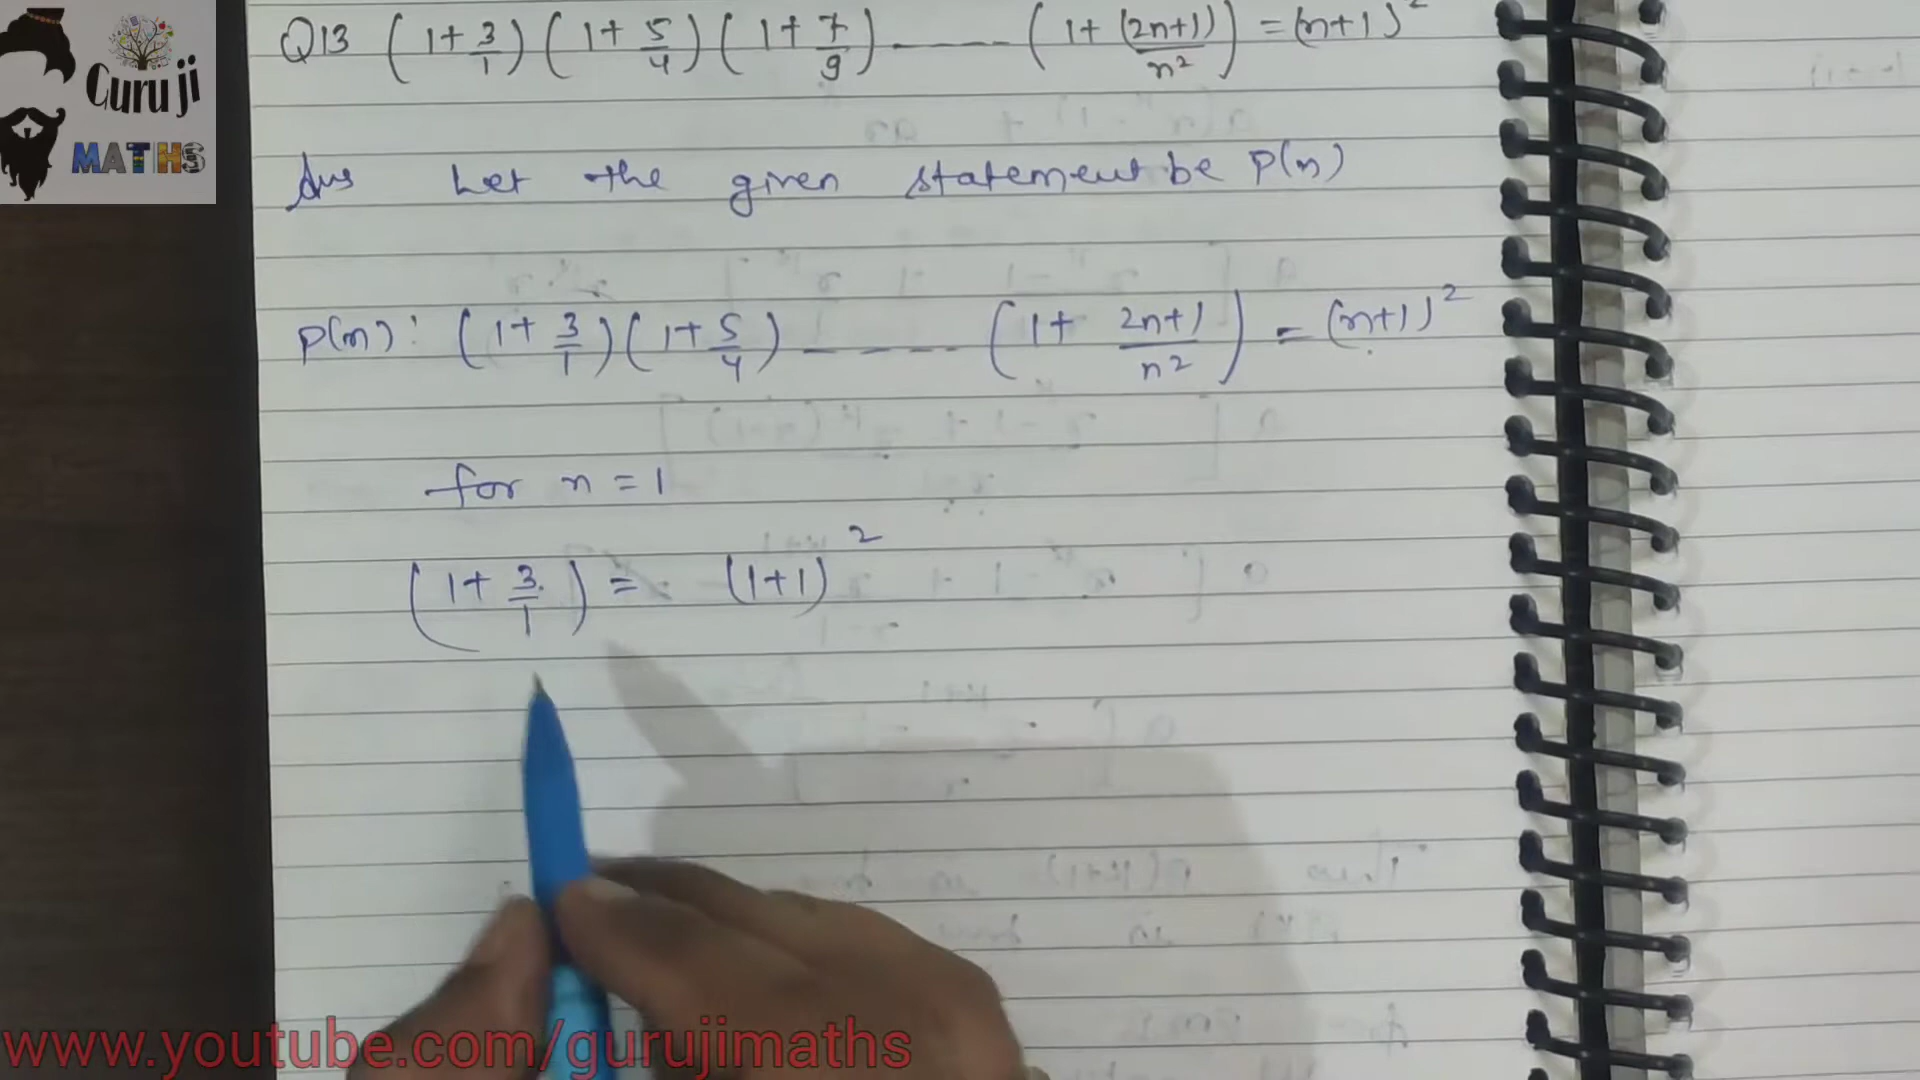 Guru ji
MATHS
Q13 (1+ 3/1) (1+ 5/4) (1+ 7/9) ------ (1+ (2n+1))/n²) = (n+1)²
Ans Let the given statement be P(n)
P(n): (1+ 3/1) (1+ 5/4) ----- (1+ 2n+1/n²) = (n+1)²
for n = 1
(1+ 3/1) = (1+1)²
www.youtube.com/gurujimaths